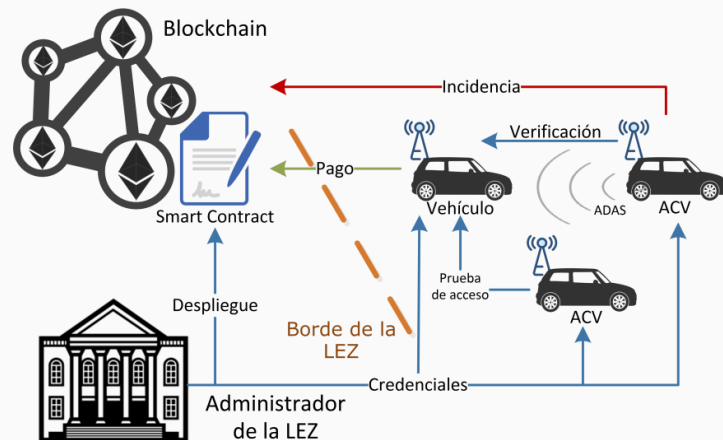 Blockchain
Incidencia
Verificación
Pago
Smart Contract
Vehículo
ADAS
ACV
Prueba
de acceso
Despliegue
ACV
Borde de la
LEZ
Credenciales
Administrador
de la LEZ